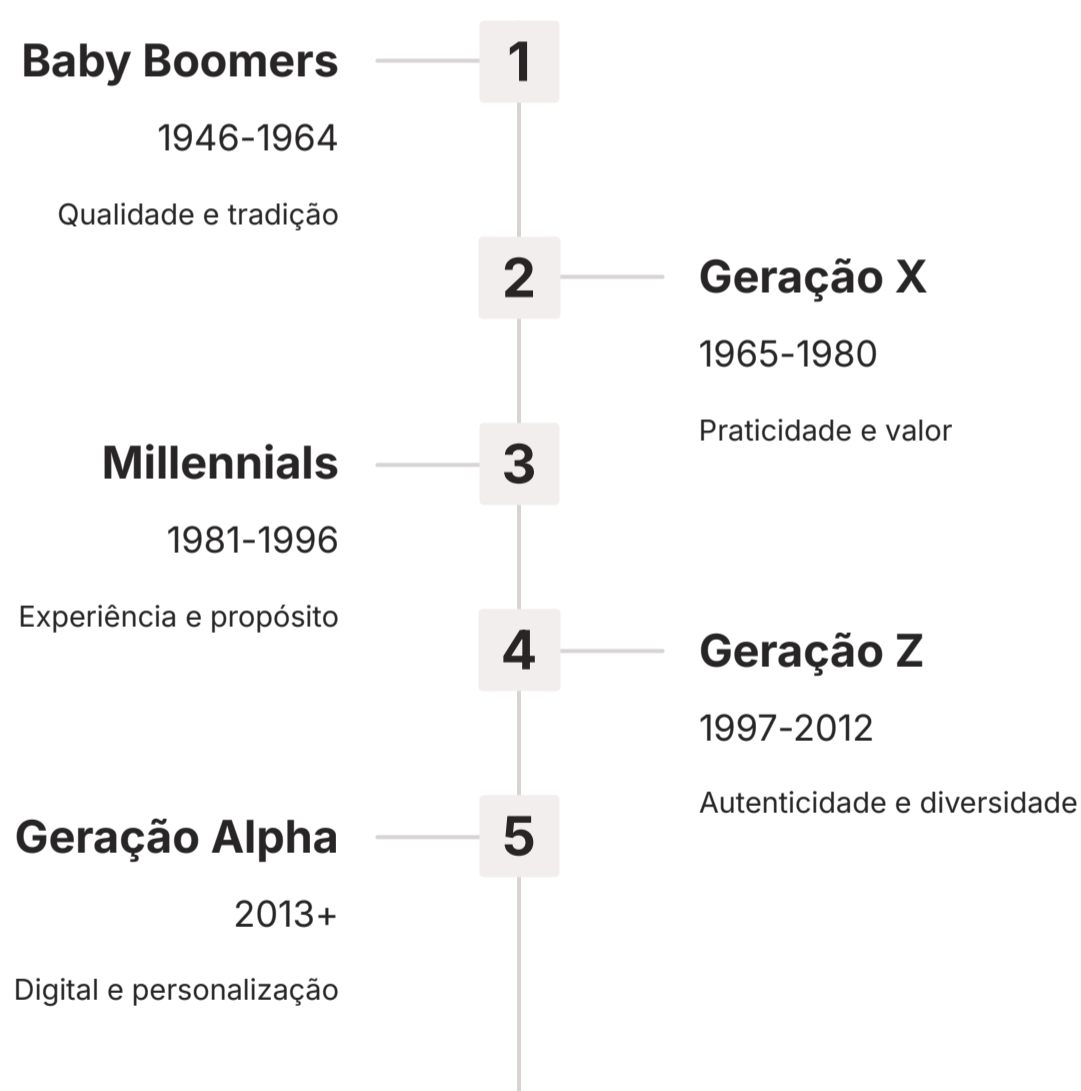 1
Baby Boomers
1946-1964
Qualidade e tradição
2
Geração X
1965-1980
Praticidade e valor
3
Millennials
1981-1996
Experiência e propósito
4
Geração Z
1997-2012
Autenticidade e diversidade
5
Geração Alpha
2013+
Digital e personalização